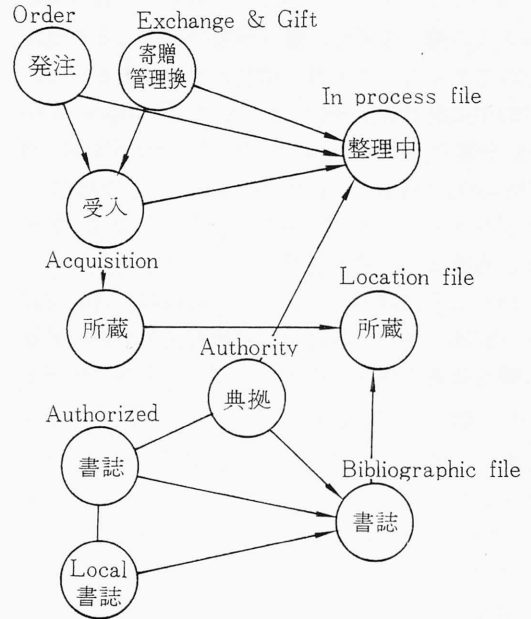 Order
Exchange & Gift
発注
寄贈
管理換
In process file
整理中
受入
Acquisition
Location file
所蔵
所蔵
Authority
典拠
Authorized
書誌
Bibliographic file
書誌
Local
書誌